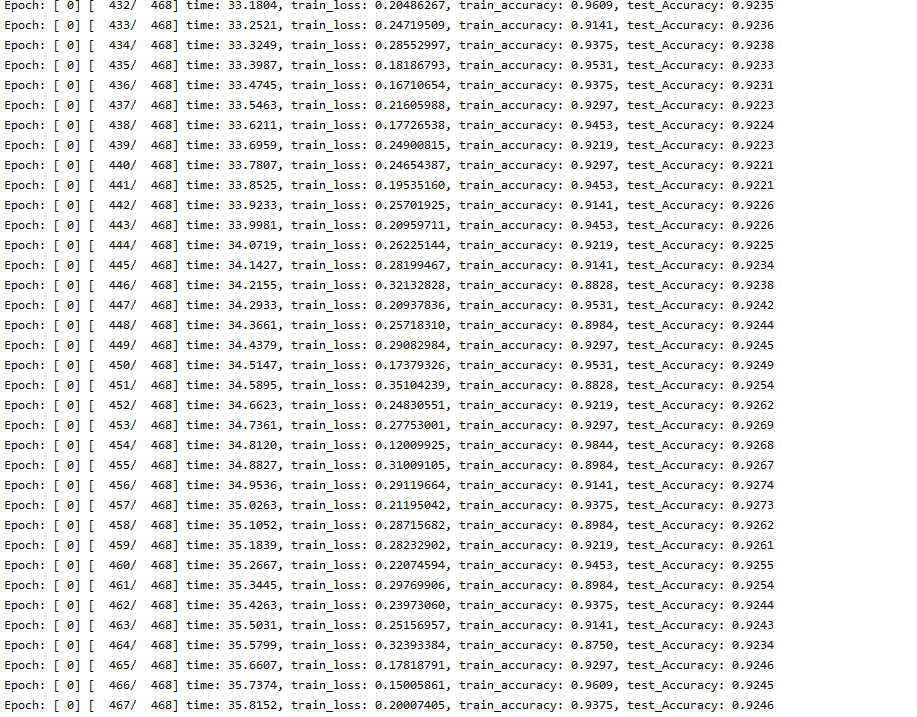 Epoch: [ 0] [  432/  468] time: 33.1804, train_loss: 0.20486267, train_accuracy: 0.9609, test_Accuracy: 0.9235
Epoch: [ 0] [  433/  468] time: 33.2521, train_loss: 0.24719509, train_accuracy: 0.9141, test_Accuracy: 0.9236
Epoch: [ 0] [  434/  468] time: 33.3249, train_loss: 0.28552997, train_accuracy: 0.9375, test_Accuracy: 0.9238
Epoch: [ 0] [  435/  468] time: 33.3987, train_loss: 0.18186793, train_accuracy: 0.9531, test_Accuracy: 0.9233
Epoch: [ 0] [  436/  468] time: 33.4745, train_loss: 0.16710654, train_accuracy: 0.9375, test_Accuracy: 0.9231
Epoch: [ 0] [  437/  468] time: 33.5463, train_loss: 0.21605988, train_accuracy: 0.9297, test_Accuracy: 0.9223
Epoch: [ 0] [  438/  468] time: 33.6211, train_loss: 0.17726538, train_accuracy: 0.9453, test_Accuracy: 0.9224
Epoch: [ 0] [  439/  468] time: 33.6959, train_loss: 0.24900815, train_accuracy: 0.9219, test_Accuracy: 0.9223
Epoch: [ 0] [  440/  468] time: 33.7807, train_loss: 0.24654387, train_accuracy: 0.9297, test_Accuracy: 0.9221
Epoch: [ 0] [  441/  468] time: 33.8525, train_loss: 0.19535160, train_accuracy: 0.9453, test_Accuracy: 0.9221
Epoch: [ 0] [  442/  468] time: 33.9233, train_loss: 0.25701925, train_accuracy: 0.9141, test_Accuracy: 0.9226
Epoch: [ 0] [  443/  468] time: 33.9981, train_loss: 0.20959711, train_accuracy: 0.9453, test_Accuracy: 0.9226
Epoch: [ 0] [  444/  468] time: 34.0719, train_loss: 0.26225144, train_accuracy: 0.9219, test_Accuracy: 0.9225
Epoch: [ 0] [  445/  468] time: 34.1427, train_loss: 0.28199467, train_accuracy: 0.9141, test_Accuracy: 0.9234
Epoch: [ 0] [  446/  468] time: 34.2155, train_loss: 0.32132828, train_accuracy: 0.8828, test_Accuracy: 0.9238
Epoch: [ 0] [  447/  468] time: 34.2933, train_loss: 0.20937836, train_accuracy: 0.9531, test_Accuracy: 0.9242
Epoch: [ 0] [  448/  468] time: 34.3661, train_loss: 0.25718310, train_accuracy: 0.8984, test_Accuracy: 0.9244
Epoch: [ 0] [  449/  468] time: 34.4379, train_loss: 0.29082984, train_accuracy: 0.9297, test_Accuracy: 0.9245
Epoch: [ 0] [  450/  468] time: 34.5147, train_loss: 0.17379326, train_accuracy: 0.9531, test_Accuracy: 0.9249
Epoch: [ 0] [  451/  468] time: 34.5895, train_loss: 0.35104239, train_accuracy: 0.8828, test_Accuracy: 0.9254
Epoch: [ 0] [  452/  468] time: 34.6623, train_loss: 0.24830551, train_accuracy: 0.9219, test_Accuracy: 0.9262
Epoch: [ 0] [  453/  468] time: 34.7361, train_loss: 0.27753001, train_accuracy: 0.9297, test_Accuracy: 0.9269
Epoch: [ 0] [  454/  468] time: 34.8120, train_loss: 0.12009925, train_accuracy: 0.9844, test_Accuracy: 0.9268
Epoch: [ 0] [  455/  468] time: 34.8827, train_loss: 0.31009105, train_accuracy: 0.8984, test_Accuracy: 0.9267
Epoch: [ 0] [  456/  468] time: 34.9536, train_loss: 0.29119664, train_accuracy: 0.9141, test_Accuracy: 0.9274
Epoch: [ 0] [  457/  468] time: 35.0263, train_loss: 0.21195042, train_accuracy: 0.9375, test_Accuracy: 0.9273
Epoch: [ 0] [  458/  468] time: 35.1052, train_loss: 0.28715682, train_accuracy: 0.8984, test_Accuracy: 0.9262
Epoch: [ 0] [  459/  468] time: 35.1839, train_loss: 0.28232902, train_accuracy: 0.9219, test_Accuracy: 0.9261
Epoch: [ 0] [  460/  468] time: 35.2667, train_loss: 0.22074594, train_accuracy: 0.9453, test_Accuracy: 0.9255
Epoch: [ 0] [  461/  468] time: 35.3445, train_loss: 0.29769906, train_accuracy: 0.8984, test_Accuracy: 0.9254
Epoch: [ 0] [  462/  468] time: 35.4263, train_loss: 0.23973060, train_accuracy: 0.9375, test_Accuracy: 0.9244
Epoch: [ 0] [  463/  468] time: 35.5031, train_loss: 0.25156957, train_accuracy: 0.9141, test_Accuracy: 0.9243
Epoch: [ 0] [  464/  468] time: 35.5799, train_loss: 0.32393384, train_accuracy: 0.8750, test_Accuracy: 0.9234
Epoch: [ 0] [  465/  468] time: 35.6607, train_loss: 0.17818791, train_accuracy: 0.9297, test_Accuracy: 0.9246
Epoch: [ 0] [  466/  468] time: 35.7374, train_loss: 0.15005861, train_accuracy: 0.9609, test_Accuracy: 0.9245
Epoch: [ 0] [  467/  468] time: 35.8152, train_loss: 0.20007405, train_accuracy: 0.9375, test_Accuracy: 0.9246